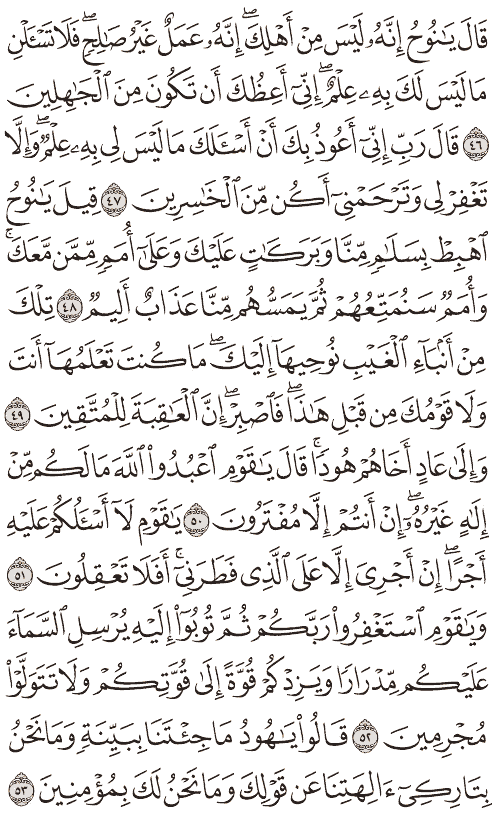 قَالَ يَٰنُوحُ إِنَّهُۥ لَيْسَ مِنْ أَهْلِكَ ۖ إِنَّهُۥ عَمَلٌ غَيْرُ صَٰلِحٍ ۖ فَلَا تَسْـَٔلْنِ
مَا لَيْسَ لَكَ بِهِۦ عِلْمٌ ۖ إِنِّىٓ أَعِظُكَ أَن تَكُونَ مِنَ ٱلْجَٰهِلِينَ
﴿٤٦﴾ قَالَ رَبِّ إِنِّىٓ أَعُوذُ بِكَ أَنْ أَسْـَٔلَكَ مَا لَيْسَ لِى بِهِۦ عِلْمٌ ۖ وَإِلَّا
تَغْفِرْ لِى وَتَرْحَمْنِىٓ أَكُن مِّنَ ٱلْخَٰسِرِينَ ﴿٤٧﴾ قِيلَ يَٰنُوحُ
ٱهْبِطْ بِسَلَٰمٍ مِّنَّا وَبَرَكَٰتٍ عَلَيْكَ وَعَلَىٰٓ أُمَمٍ مِّمَّن مَّعَكَ ۚ
وَأُمَمٌ سَنُمَتِّعُهُمْ ثُمَّ يَمَسُّهُم مِّنَّا عَذَابٌ أَلِيمٌ ﴿٤٨﴾ تِلْكَ
مِنْ أَنۢبَآءِ ٱلْغَيْبِ نُوحِيهَآ إِلَيْكَ ۖ مَا كُنتَ تَعْلَمُهَآ أَنتَ
وَلَا قَوْمُكَ مِن قَبْلِ هَٰذَا ۖ فَٱصْبِرْ ۖ إِنَّ ٱلْعَٰقِبَةَ لِلْمُتَّقِينَ ﴿٤٩﴾
وَإِلَىٰ عَادٍ أَخَاهُمْ هُودًا ۚ قَالَ يَٰقَوْمِ ٱعْبُدُوا۟ ٱللَّهَ مَا لَكُم مِّنْ
إِلَٰهٍ غَيْرُهُۥٓ ۖ إِنْ أَنتُمْ إِلَّا مُفْتَرُونَ ﴿٥٠﴾ يَٰقَوْمِ لَآ أَسْـَٔلُكُمْ عَلَيْهِ
أَجْرًا ۖ إِنْ أَجْرِىَ إِلَّا عَلَى ٱلَّذِى فَطَرَنِىٓ ۚ أَفَلَا تَعْقِلُونَ ﴿٥١﴾
وَيَٰقَوْمِ ٱسْتَغْفِرُوا۟ رَبَّكُمْ ثُمَّ تُوبُوٓا۟ إِلَيْهِ يُرْسِلِ ٱلسَّمَآءَ
عَلَيْكُم مِّدْرَارًا وَيَزِدْكُمْ قُوَّةً إِلَىٰ قُوَّتِكُمْ وَلَا تَتَوَلَّوْا۟
مُجْرِمِينَ ﴿٥٢﴾ قَالُوا۟ يَٰهُودُ مَا جِئْتَنَا بِبَيِّنَةٍ وَمَا نَحْنُ
بِتَارِكِىٓ ءَالِهَتِنَا عَن قَوْلِكَ وَمَا نَحْنُ لَكَ بِمُؤْمِنِينَ ﴿٥٣﴾